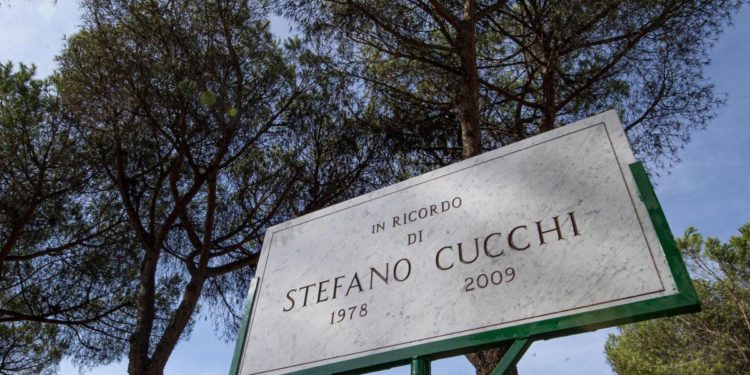 IN RICORDO
DI
STEFANO CUCCHI
1978 2009